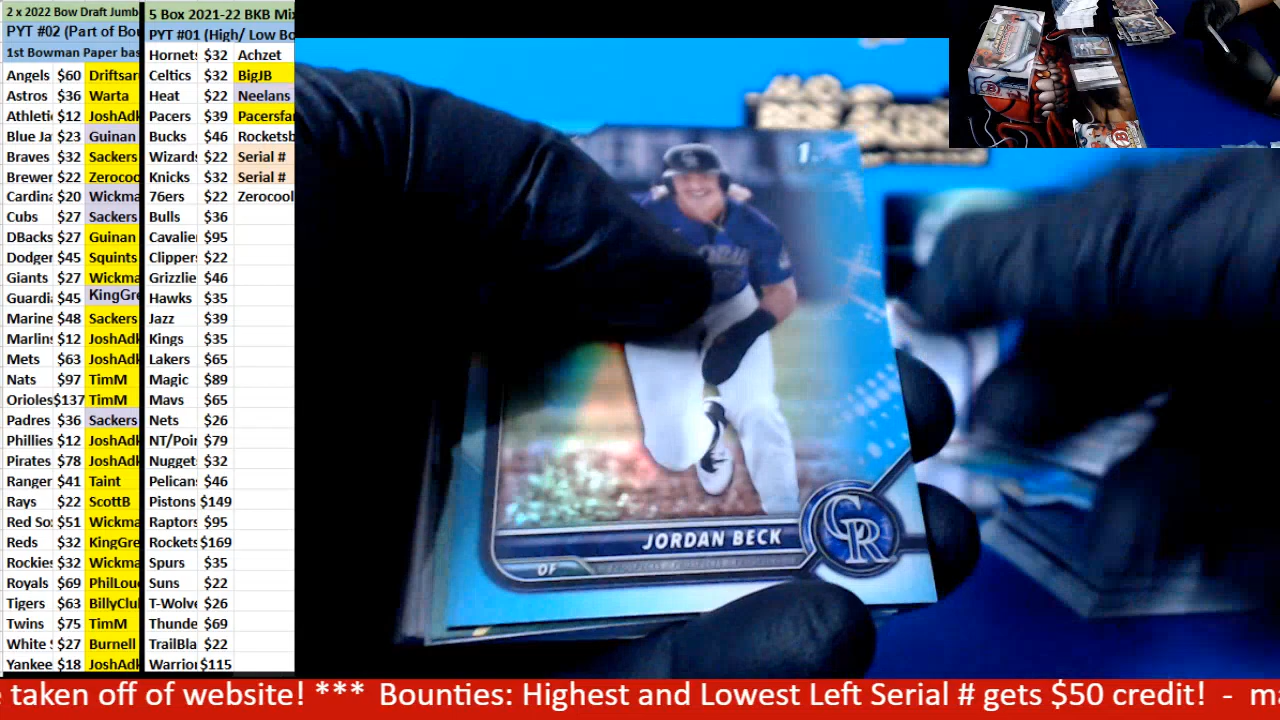 2 x 2022 Bow Draft Jumb
PYT #02 (Part of Bou
1st Bowman Paper bas
Angels $60 Driftsar
Astros $36 Warta
Athleti $12 JoshAdk
Blue Ja $23 Guinan
Braves $32 Sackers
Brewer $22 Zerocoo
Cardina $20 Wickma
Cubs $27 Sackers
DBacks $27 Guinan
Dodger $45 Squints
Giants $27 Wickma
Guardia $45 KingGre
Marine $48 Sackers
Marlins $12 JoshAdk
Mets $63 JoshAdk
Nats $97 TimM
Orioles $137 TimM
Padres $36 Sackers
Phillies $12 JoshAdk
Pirates $78 JoshAdk
Ranger $41 Taint
Rays $22 ScottB
Red So $51 Wickma
Reds $32 KingGre
Rockies $32 Wickma
Royals $69 PhilLou
Tigers $63 BillyClu
Twins $75 TimM
White S $27 Burnell
Yankee $18 JoshAdk
5 Box 2021-22 BKB Mix
PYT #01 (High/ Low Bo
Hornets $32 Achzet
Celtics $32 BigJB
Heat $22 Neelans
Pacers $39 Pacersfa
Bucks $46 Rocketsb
Wizard $22 Serial #
Knicks $32 Serial #
76ers $22 Zerocool
Bulls $36
Cavalie $95
Clipper $22
Grizzlie $46
Hawks $35
Jazz $39
Kings $35
Lakers $65
Magic $89
Mavs $65
Nets $26
NT/Poin $79
Nugget $32
Pelican $46
Pistons $149
Raptors $95
Rockets $169
Spurs $35
Suns $22
T-Wolve $26
Thunde $69
TrailBla $22
Warrior $115
1
JORDAN BECK
OF
CR
taken off of website! *** Bounties: Highest and Lowest Left Serial # gets $50 credit! - ma